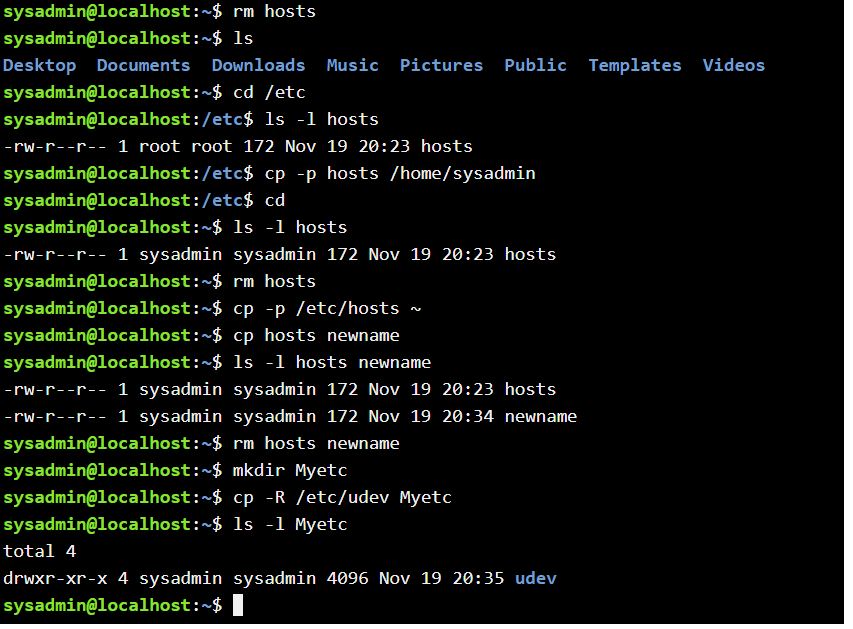 sysadmin@localhost:~$ rm hosts
sysadmin@localhost:~$ ls
Desktop  Documents  Downloads  Music  Pictures  Public  Templates  Videos
sysadmin@localhost:~$ cd /etc
sysadmin@localhost:/etc$ ls -l hosts
-rw-r--r-- 1 root root 172 Nov 19 20:23 hosts
sysadmin@localhost:/etc$ cp -p hosts /home/sysadmin
sysadmin@localhost:/etc$ cd
sysadmin@localhost:~$ ls -l hosts
-rw-r--r-- 1 sysadmin sysadmin 172 Nov 19 20:23 hosts
sysadmin@localhost:~$ rm hosts
sysadmin@localhost:~$ cp -p /etc/hosts ~
sysadmin@localhost:~$ cp hosts newname
sysadmin@localhost:~$ ls -l hosts newname
-rw-r--r-- 1 sysadmin sysadmin 172 Nov 19 20:23 hosts
-rw-r--r-- 1 sysadmin sysadmin 172 Nov 19 20:34 newname
sysadmin@localhost:~$ rm hosts newname
sysadmin@localhost:~$ mkdir Myetc
sysadmin@localhost:~$ cp -R /etc/udev Myetc
sysadmin@localhost:~$ ls -l Myetc
total 4
drwxr-xr-x 4 sysadmin sysadmin 4096 Nov 19 20:35 udev
sysadmin@localhost:~$